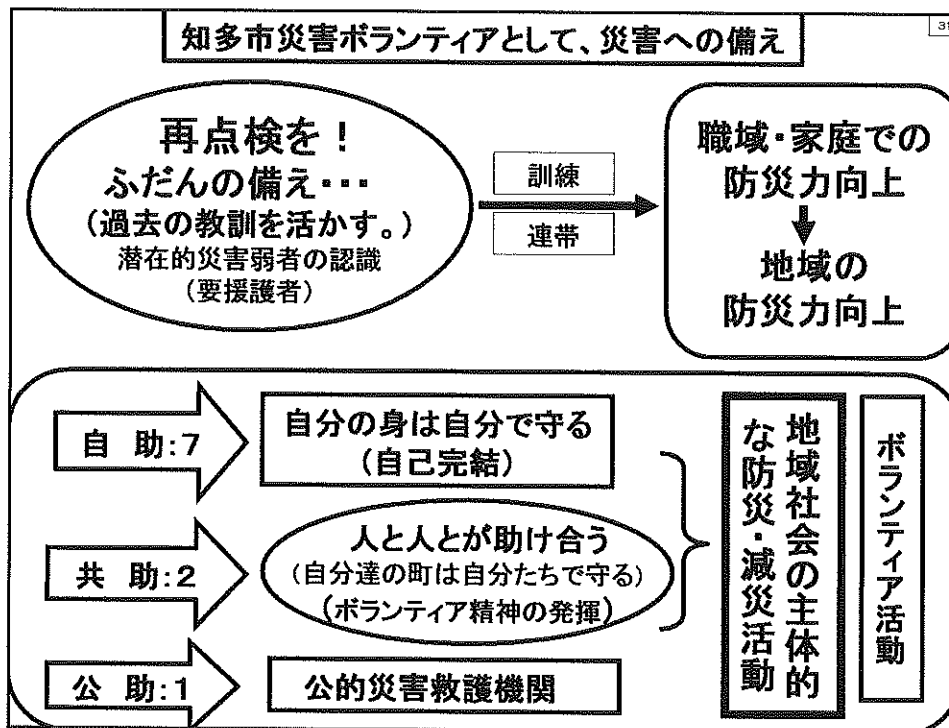 知多市災害ボランティアとして、災害への備え
再点検を！
ふだんの備え・・・
(過去の教訓を活かす。)
潜在的災害弱者の認識
(要援護者)
訓練
連帯
職域・家庭での
防災力向上
地域の
防災力向上
自 助:7
自分の身は自分で守る
(自己完結)
共 助:2
人と人とが助け合う
(自分達の町は自分たちで守る)
(ボランティア精神の発揮)
公 助:1
公的災害救護機関
地域社会の主体的
な防災・減災活動
ボランティア活動